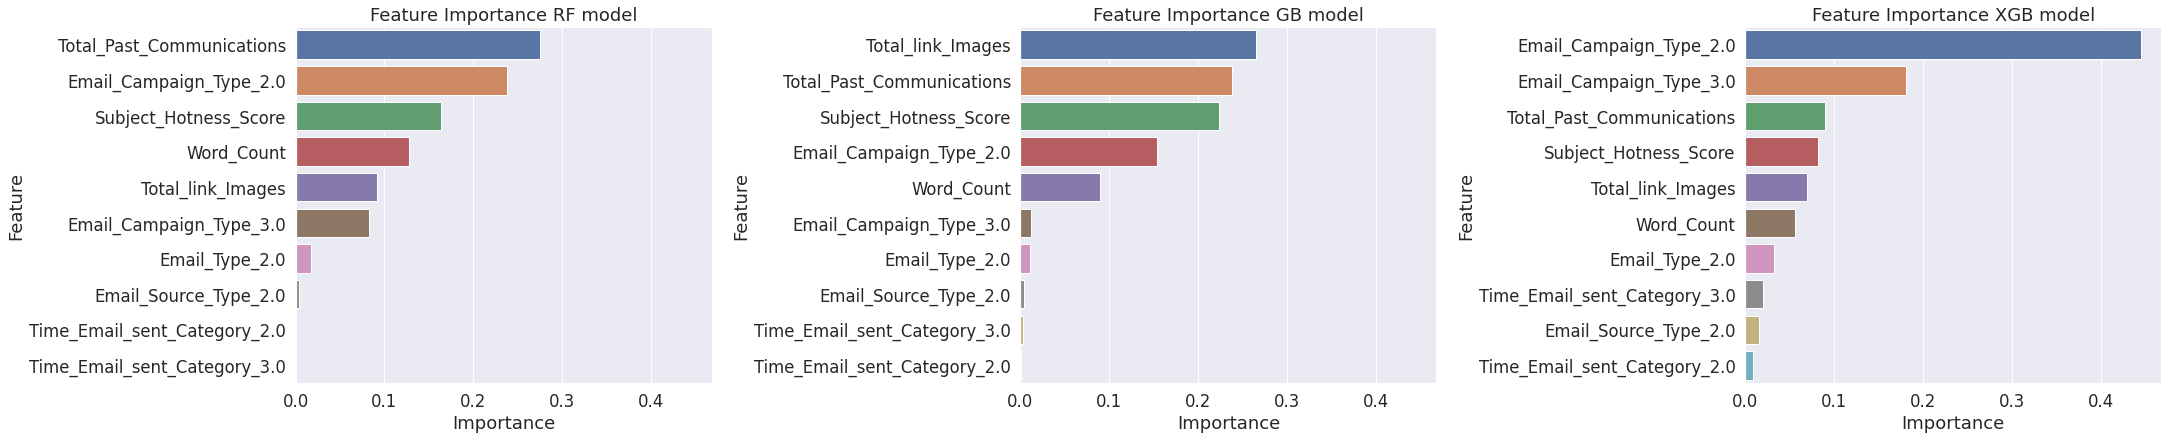 Feature Importance RF model
Total_Past_Communications
Email_Campaign_Type_2.0
Subject_Hotness_Score
Word_Count
Total_link_Images
Email_Campaign_Type_3.0
Email_Type_2.0
Email_Source_Type_2.0
Time_Email_sent_Category_2.0
Time_Email_sent_Category_3.0
Feature
0.0 0.1 0.2 0.3 0.4
Importance
Feature Importance GB model
Total_link_Images
Total_Past_Communications
Subject_Hotness_Score
Email_Campaign_Type_2.0
Word_Count
Email_Campaign_Type_3.0
Email_Type_2.0
Email_Source_Type_2.0
Time_Email_sent_Category_3.0
Time_Email_sent_Category_2.0
Feature
0.0 0.1 0.2 0.3 0.4
Importance
Feature Importance XGB model
Email_Campaign_Type_2.0
Email_Campaign_Type_3.0
Total_Past_Communications
Subject_Hotness_Score
Total_link_Images
Word_Count
Email_Type_2.0
Time_Email_sent_Category_3.0
Email_Source_Type_2.0
Time_Email_sent_Category_2.0
Feature
0.0 0.1 0.2 0.3 0.4
Importance